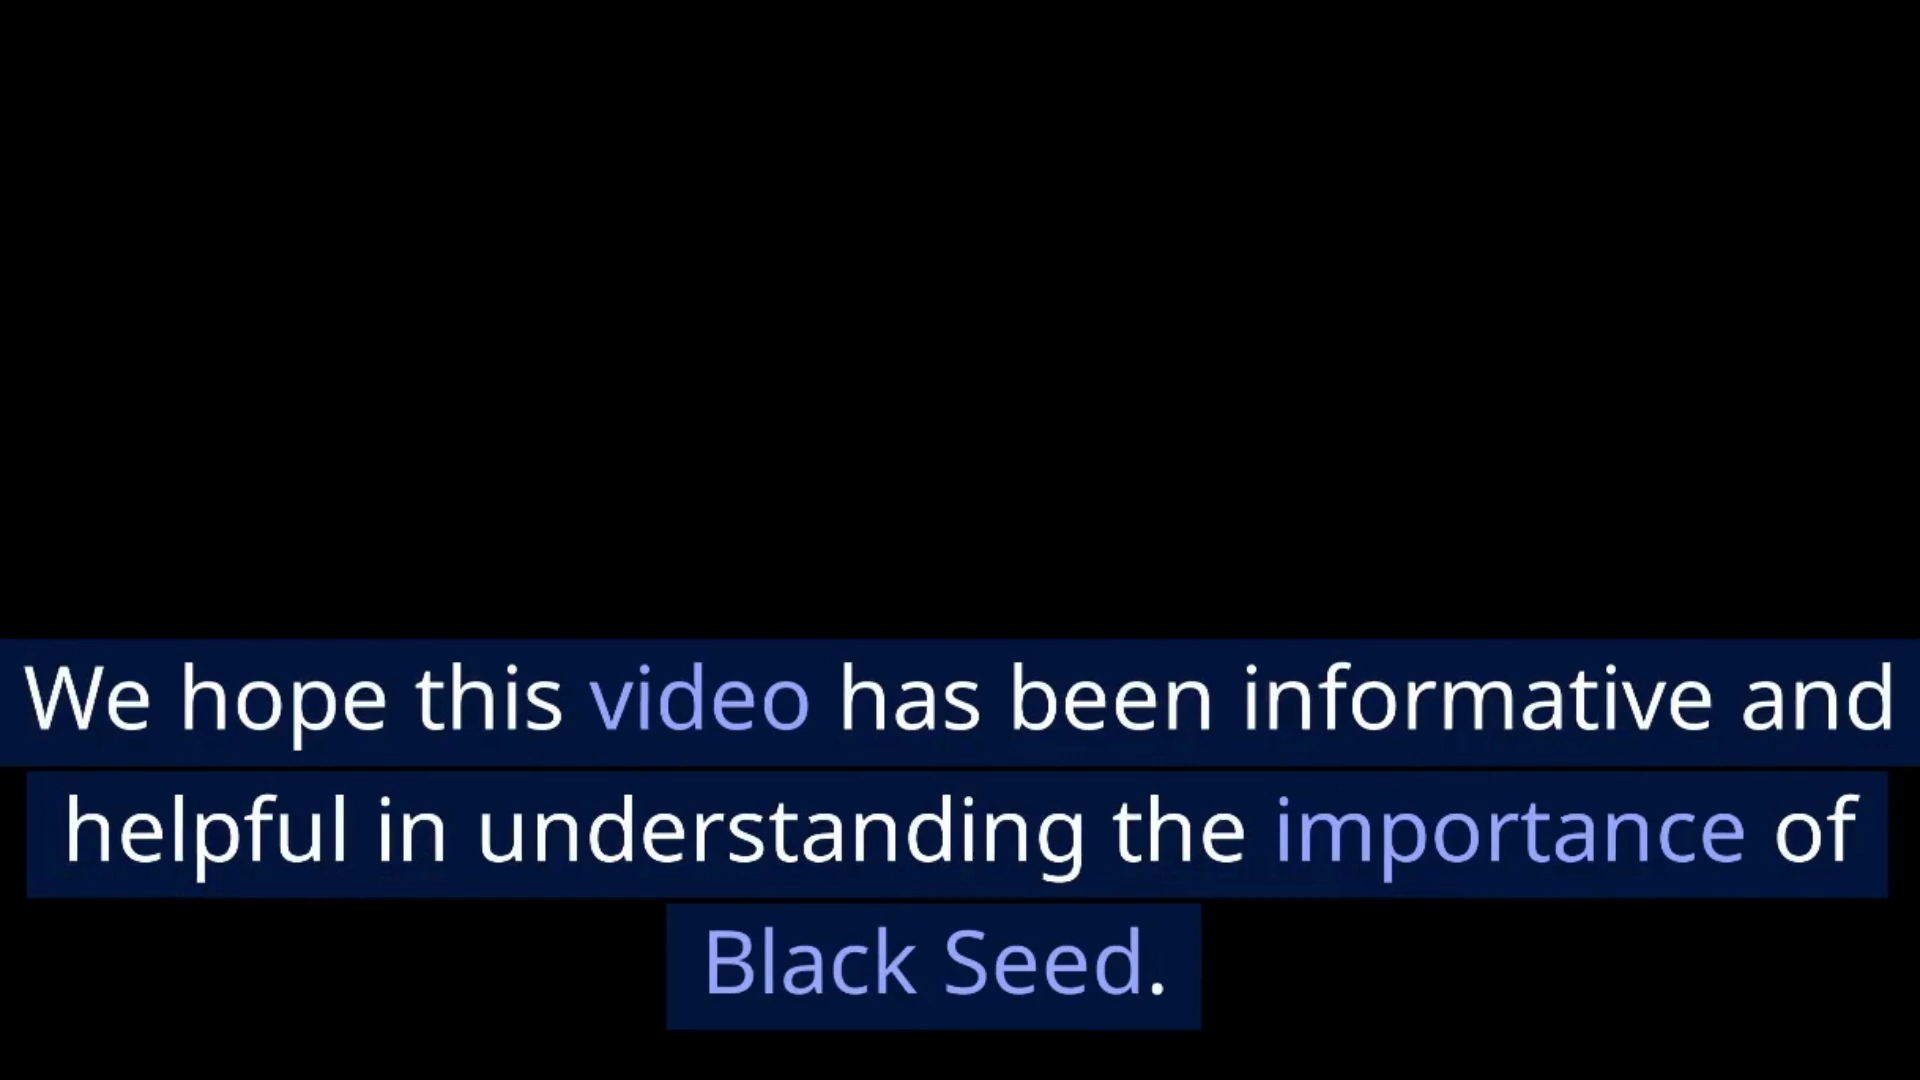 We hope this video has been informative and
helpful in understanding the importance of
Black Seed.